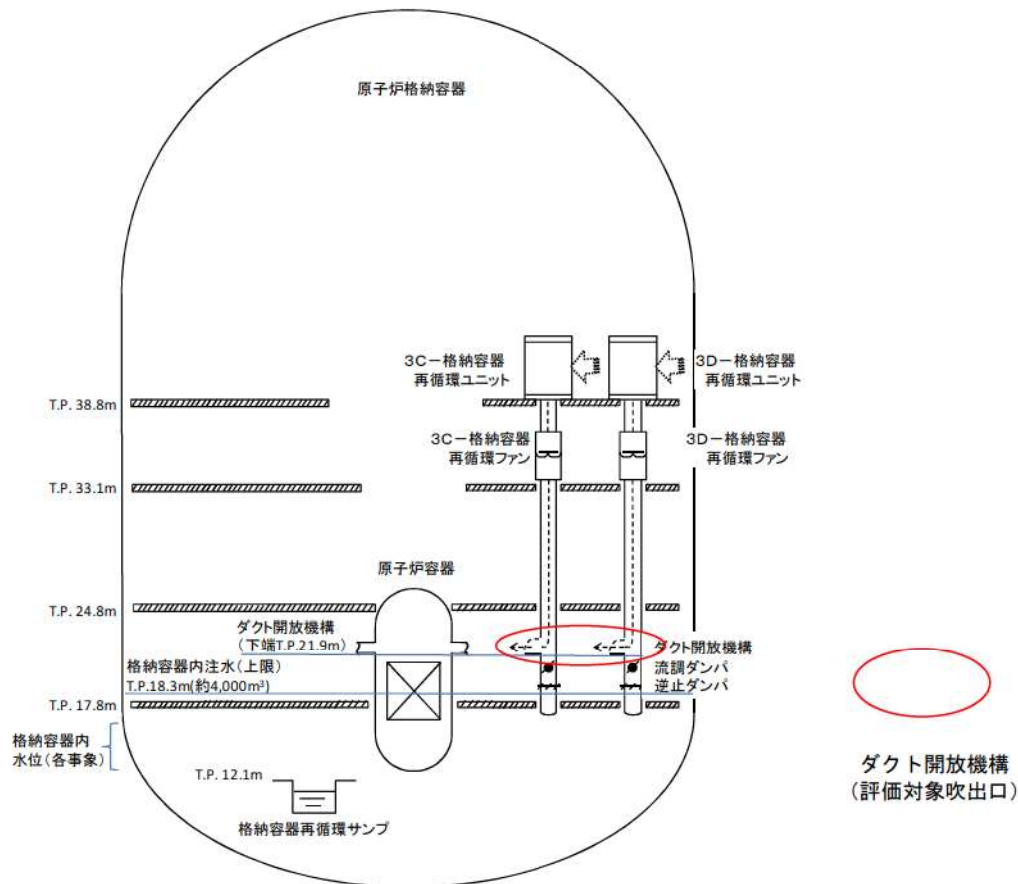 原子炉格納容器
3C-格納容器
再循環ユニット
3D-格納容器
再循環ユニット
T.P. 38.8m
3C-格納容器
再循環ファン
3D-格納容器
再循環ファン
T.P. 33.1m
原子炉容器
T.P. 24.8m
ダクト開放機構
(下端T.P.21.9m)
ダクト開放機構
格納容器内注水(上限)
T.P.18.3m(約4,000m³)
流調ダンパ
逆止ダンパ
T.P. 17.8m
格納容器内
水位(各事象)
T.P. 12.1m
格納容器再循環サンプ
ダクト開放機構
(評価対象吹出口)